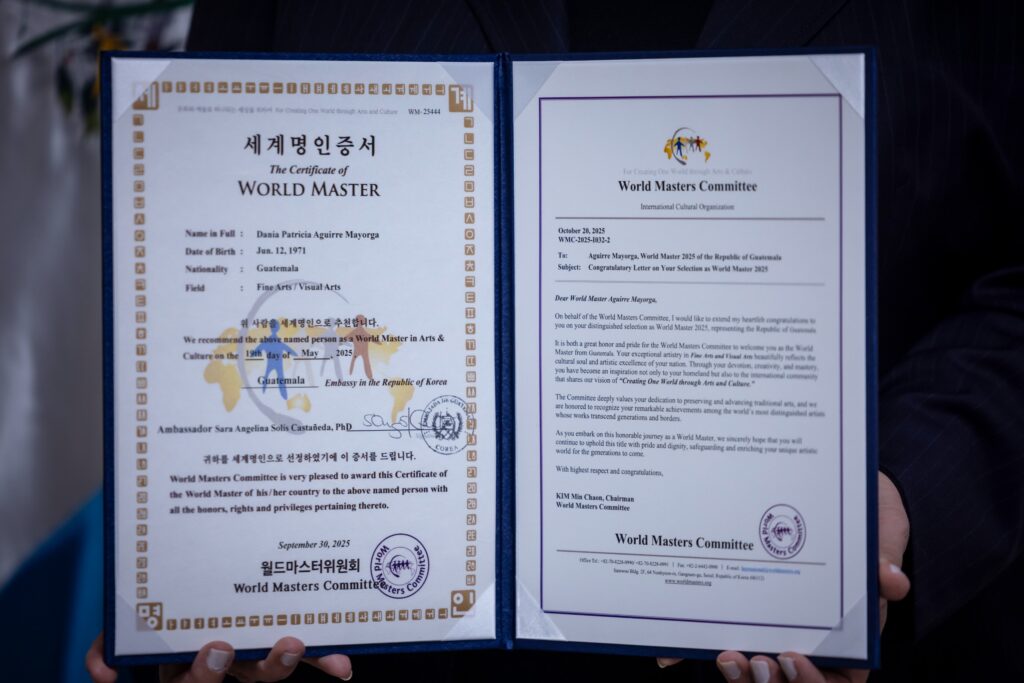 For Creating One World through Arts and Culture WM- 25444
세계명인증서
The Certificate of
WORLD MASTER
Name in Full : Dania Patricia Aguirre Mayorga
Date of Birth : Jun. 12, 1971
Nationality : Guatemala
Field : Fine Arts / Visual Arts
위 사람을 세계명인으로 추천합니다.
We recommend the above named person as a World Master in Arts &
Culture on the 19th day of May , 2025
Guatemala Embassy in the Republic of Korea
Ambassador Sara Angelina Solís Castañeda, PhD
귀하를 세계명인으로 선정하였기에 이 증서를 드립니다.
World Masters Committee is very pleased to award this Certificate of
the World Master of his / her country to the above named person with
all the honors, rights and privileges pertaining thereto.
September 30, 2025
월드마스터위원회
World Masters Committee
World Masters Committee
For Creating One World through Arts & Culture
World Masters Committee
International Cultural Organization
October 20, 2025
WMC-2025-1032-2
To: Aguirre Mayorga, World Master 2025 of the Republic of Guatemala
Subject: Congratulatory Letter on Your Selection as World Master 2025
Dear World Master Aguirre Mayorga,
On behalf of the World Masters Committee, I would like to extend my heartfelt congratulations to
you on your distinguished selection as World Master 2025, representing the Republic of Guatemala.
It is both a great honor and pride for the World Masters Committee to welcome you as the World
Master from Guatemala. Your exceptional artistry in Fine Arts and Visual Arts beautifully reflects the
cultural soul and artistic excellence of your nation. Through your devotion, creativity, and mastery,
you have become an inspiration not only to your homeland but also to the international community
that shares our vision of "Creating One World through Arts and Culture."
The Committee deeply values your dedication to preserving and advancing traditional arts, and we
are honored to recognize your remarkable achievements among the world's most distinguished artists
whose works transcend generations and borders.
As you embark on this honorable journey as a World Master, we sincerely hope that you will
continue to uphold this title with pride and dignity, safeguarding and enriching your unique artistic
world for the generations to come.
With highest respect and congratulations,
KIM Min Chaon, Chairman
World Masters Committee
World Masters Committee
World Masters Committee
www.worldmasters.org